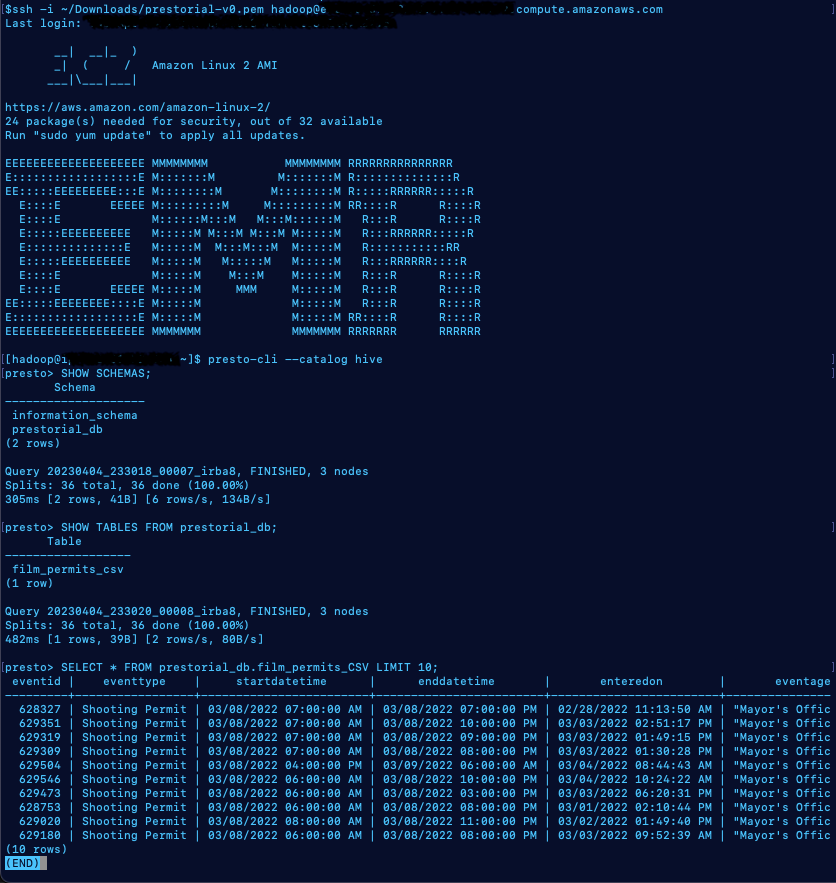 $ssh -i ~/Downloads/prestorial-v0.pem hadoop@e compute.amazonaws.com
Last login:
       __|  __|_  )
       _|  (     /   Amazon Linux 2 AMI
      ___|\___|___|
https://aws.amazon.com/amazon-linux-2/
24 package(s) needed for security, out of 32 available
Run "sudo yum update" to apply all updates.
EEEEEEEEEEEEEEEEEEEE MMMMMMMM           MMMMMMMM RRRRRRRRRRRRRRR
E::::::::::::::::::E M:::::::M         M:::::::M R::::::::::::::R
EE:::::EEEEEEEEE:::E M::::::::M       M::::::::M R:::::RRRRRR:::::R
  E::::E       EEEEE M:::::::::M     M:::::::::M RR::::R      R::::R
  E::::E             M::::::M:::M   M:::M::::::M   R:::R      R::::R
  E:::::EEEEEEEEEE   M:::::M M:::M M:::M M:::::M   R:::RRRRRR:::::R
  E::::::::::::::E   M:::::M  M:::M:::M  M:::::M   R:::::::::::RR
  E:::::EEEEEEEEEE   M:::::M   M:::::M   M:::::M   R:::RRRRRR::::R
  E::::E             M:::::M    M:::M    M:::::M   R:::R      R::::R
  E::::E       EEEEE M:::::M     MMM     M:::::M   R:::R      R::::R
EE:::::EEEEEEEE::::E M:::::M             M:::::M   R:::R      R::::R
E::::::::::::::::::E M:::::M             M:::::M RR::::R      R::::R
EEEEEEEEEEEEEEEEEEEE MMMMMMM             MMMMMMM RRRRRRR      RRRRRR
[[hadoop@i ~]$ presto-cli --catalog hive
presto> SHOW SCHEMAS;
       Schema
--------------------
 information_schema
 prestorial_db
(2 rows)
Query 20230404_233018_00007_irba8, FINISHED, 3 nodes
Splits: 36 total, 36 done (100.00%)
305ms [2 rows, 41B] [6 rows/s, 134B/s]
presto> SHOW TABLES FROM prestorial_db;
      Table
------------------
 film_permits_csv
(1 row)
Query 20230404_233020_00008_irba8, FINISHED, 3 nodes
Splits: 36 total, 36 done (100.00%)
482ms [1 rows, 39B] [2 rows/s, 80B/s]
presto> SELECT * FROM prestorial_db.film_permits_CSV LIMIT 10;
 eventid |    eventtype    |     startdatetime      |      enddatetime       |       enteredon        |       eventage
---------+-----------------+------------------------+------------------------+------------------------+---------------
  628327 | Shooting Permit | 03/08/2022 07:00:00 AM | 03/08/2022 07:00:00 PM | 02/28/2022 11:13:50 AM | "Mayor's Offic
  629351 | Shooting Permit | 03/08/2022 07:00:00 AM | 03/08/2022 10:00:00 PM | 03/03/2022 02:51:17 PM | "Mayor's Offic
  629319 | Shooting Permit | 03/08/2022 07:00:00 AM | 03/08/2022 09:00:00 PM | 03/03/2022 01:49:15 PM | "Mayor's Offic
  629309 | Shooting Permit | 03/08/2022 07:00:00 AM | 03/08/2022 08:00:00 PM | 03/03/2022 01:30:28 PM | "Mayor's Offic
  629504 | Shooting Permit | 03/08/2022 04:00:00 PM | 03/09/2022 06:00:00 AM | 03/04/2022 08:44:43 AM | "Mayor's Offic
  629546 | Shooting Permit | 03/08/2022 06:00:00 AM | 03/08/2022 10:00:00 PM | 03/04/2022 10:24:22 AM | "Mayor's Offic
  629473 | Shooting Permit | 03/08/2022 06:00:00 AM | 03/08/2022 03:00:00 PM | 03/03/2022 06:20:31 PM | "Mayor's Offic
  628753 | Shooting Permit | 03/08/2022 06:00:00 AM | 03/08/2022 08:00:00 PM | 03/01/2022 02:10:44 PM | "Mayor's Offic
  629020 | Shooting Permit | 03/08/2022 08:00:00 AM | 03/08/2022 11:00:00 PM | 03/02/2022 01:49:40 PM | "Mayor's Offic
  629180 | Shooting Permit | 03/08/2022 06:00:00 AM | 03/08/2022 08:00:00 PM | 03/03/2022 09:52:39 AM | "Mayor's Offic
(10 rows)
(END)